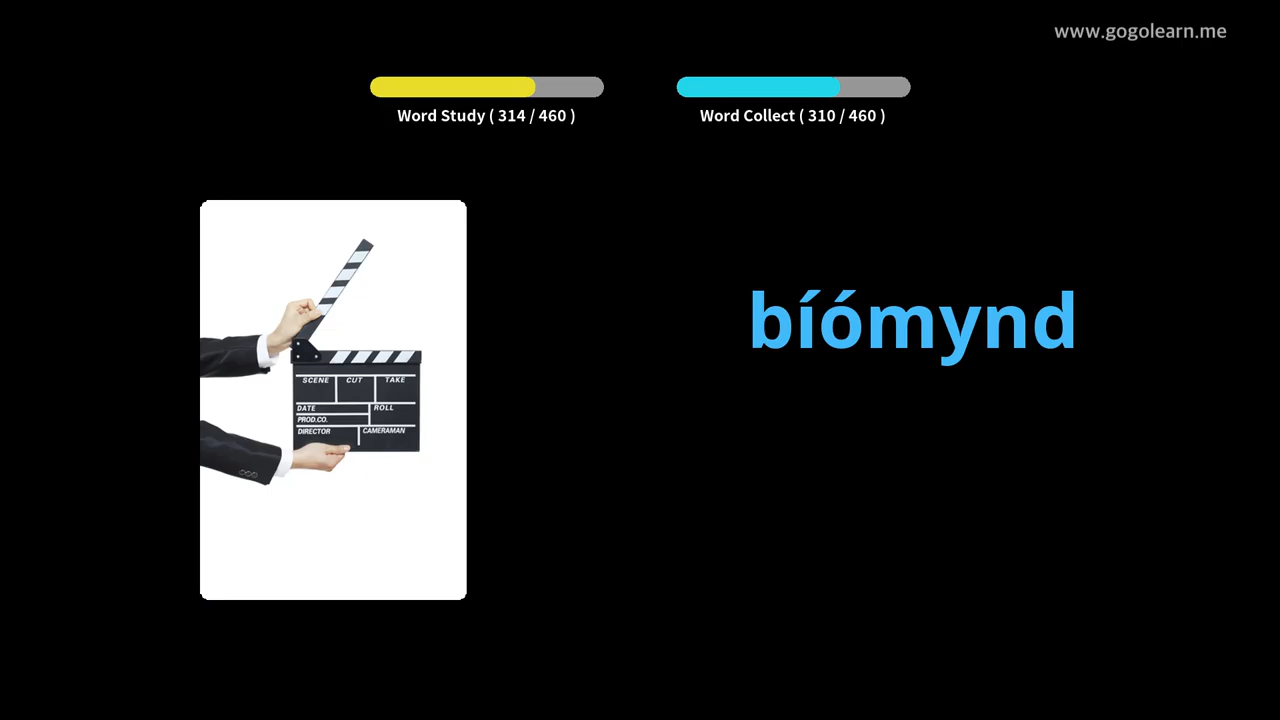 www.gogolearn.me
Word Study ( 314 / 460 )
Word Collect ( 310 / 460 )
bíómynd
SCENE CUT TAKE
DATE ROLL
PROD.CO.
DIRECTOR CAMERAMAN